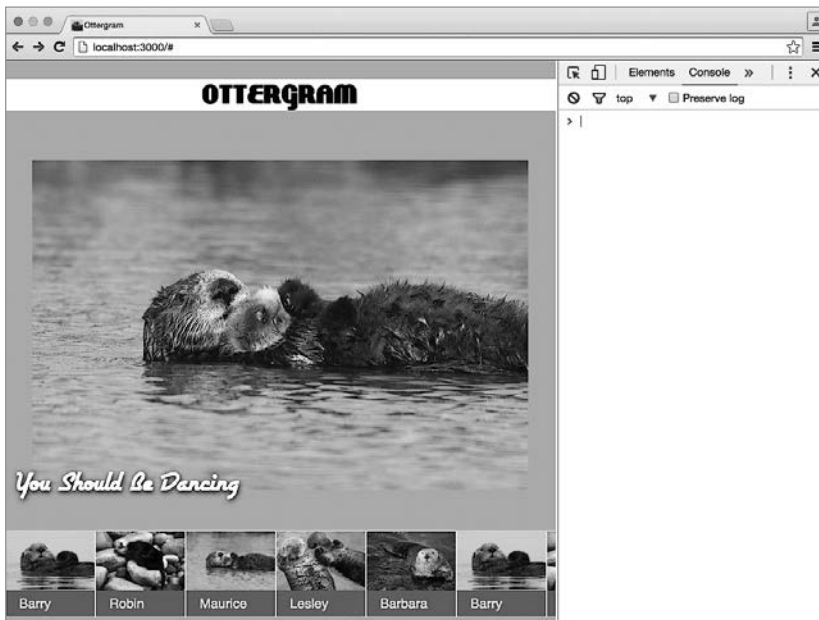 Ottergram
localhost:3000/#
Elements Console »
top ▼ Preserve log
>
OTTERGRAM
You Should Be Dancing
Barry Robin Maurice Lesley Barbara Barry